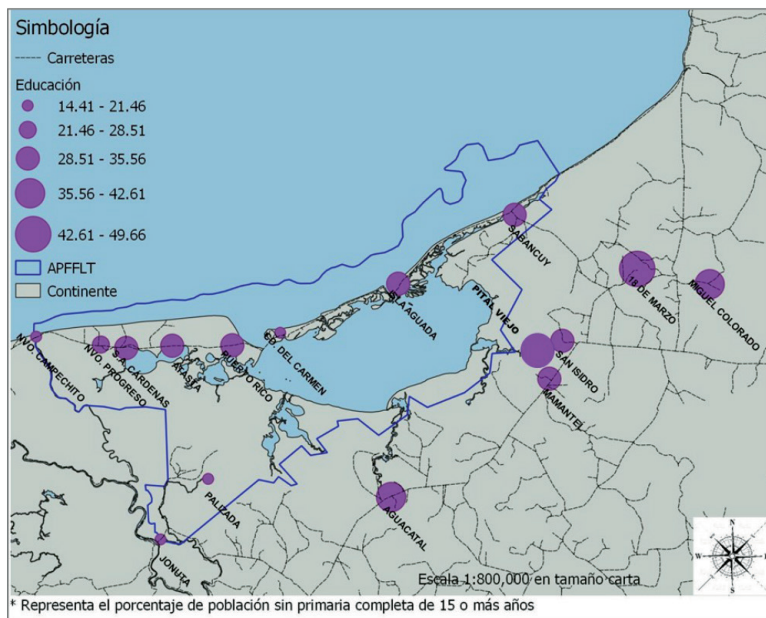 Simbología
Carreteras
Educación
14.41 - 21.46
21.46 - 28.51
28.51 - 35.56
35.56 - 42.61
42.61 - 49.66
APFFLT
Continente
SABANCUY
18 DE MARZO
MIGUEL COLORADO
ISLA AGUADA
PITAL VIEJO
NVO. CAMPECHITO
NVO. PROGRESO
S.A. CARDENAS
ATASTA
PUERTO RICO
CD. DEL CARMEN
SAN ISIDRO
MAMANTEL
PALIZADA
AGUACATAL
JONUTA
N
W
E
S
Escala 1:800,000 en tamaño carta
* Representa el porcentaje de población sin primaria completa de 15 o más años